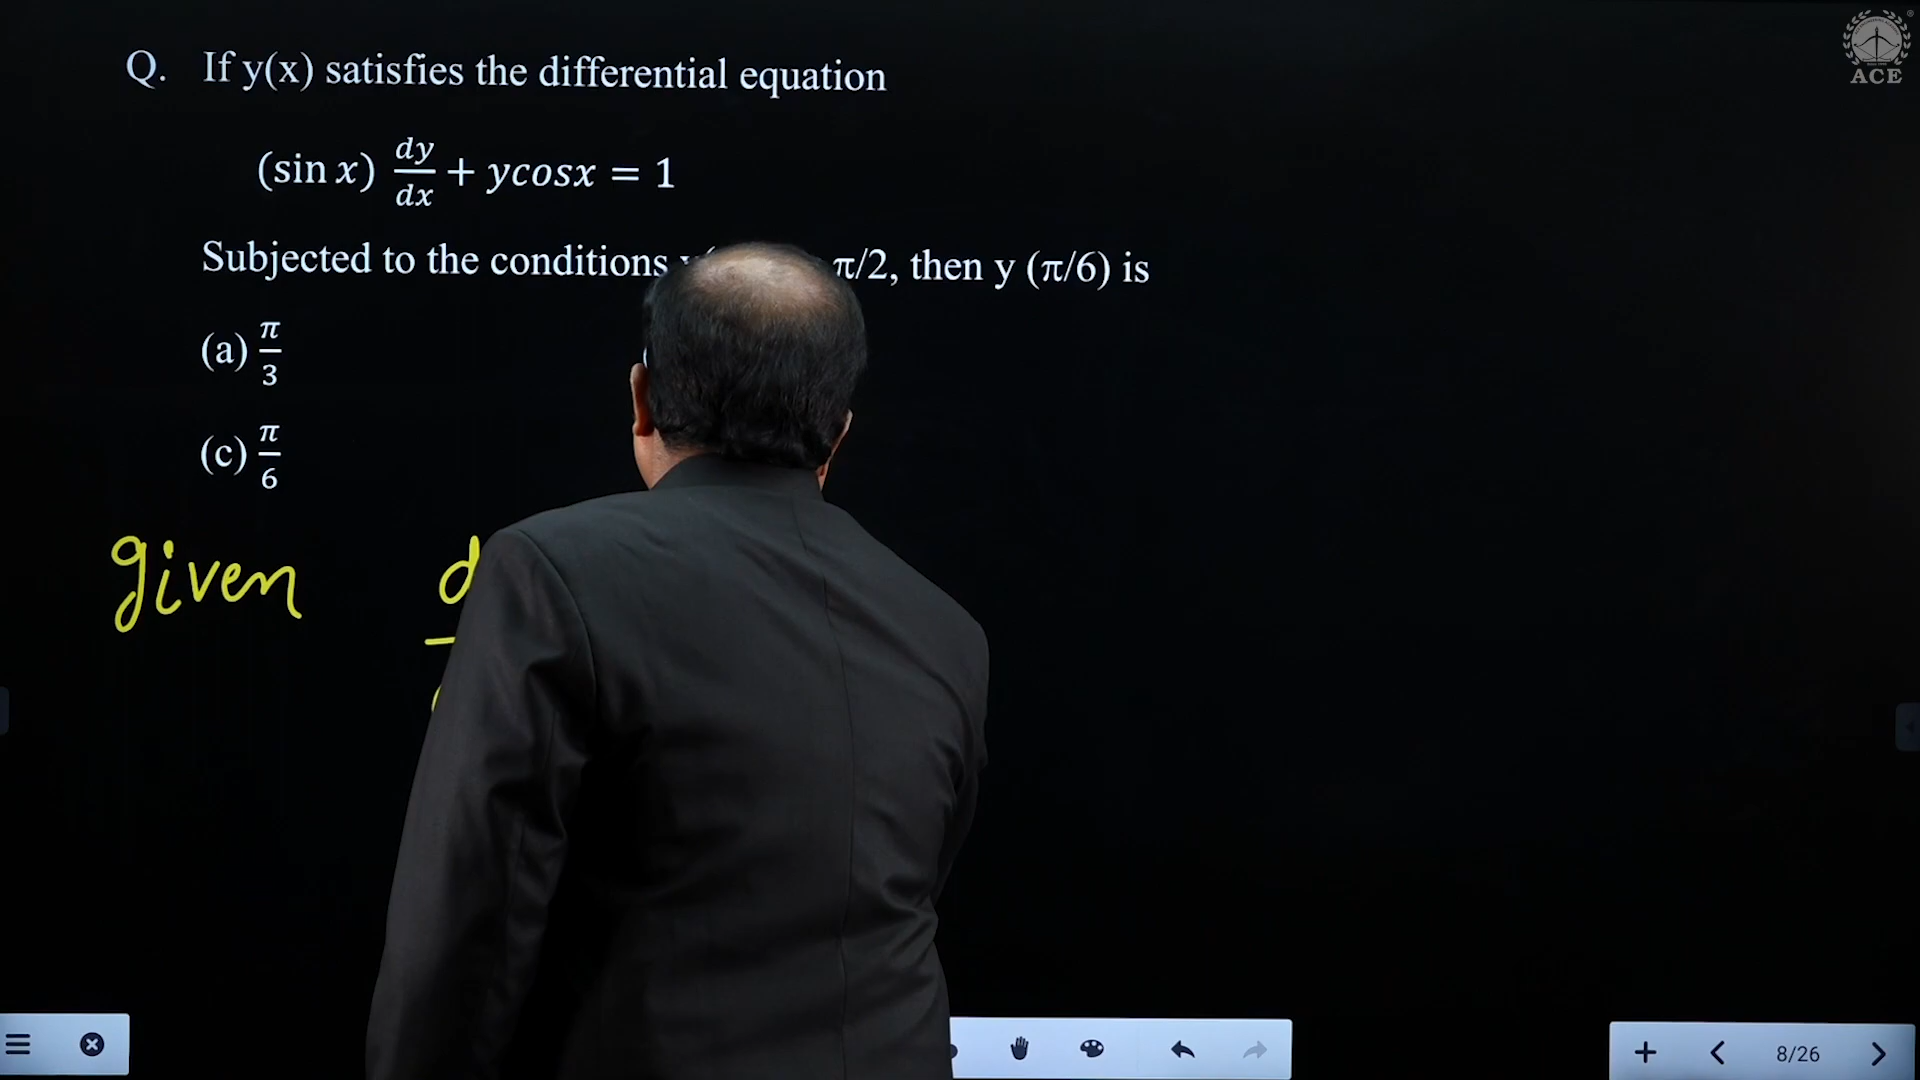 ACE
Q. If y(x) satisfies the differential equation
(sin x) dy/dx + ycosx = 1
Subjected to the conditions π/2, then y (π/6) is
(a) π/3
(c) π/6
given d
8/26